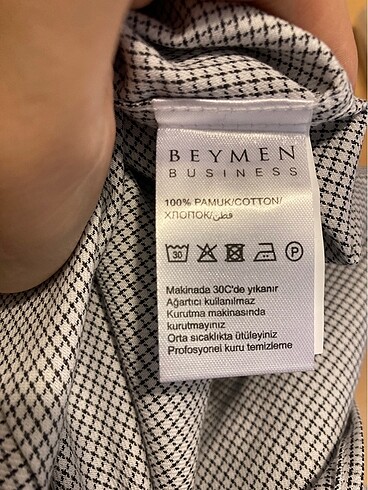 BEYMEN
BUSINESS
100% PAMUK/COTTON/
ХЛОПОК/قطن
30 P
Makinada 30C'de yıkanır
Ağartıcı kullanılmaz
Kurutma makinasında
kurutmayınız
Orta sıcaklıkta ütüleyiniz
Profosyonel kuru temizleme